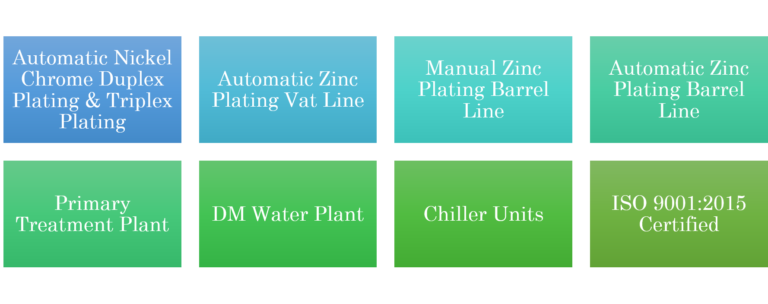 Automatic Nickel
Chrome Duplex
Plating & Triplex
Plating
Automatic Zinc
Plating Vat Line
Manual Zinc
Plating Barrel
Line
Automatic Zinc
Plating Barrel
Line
Primary
Treatment Plant
DM Water Plant
Chiller Units
ISO 9001:2015
Certified